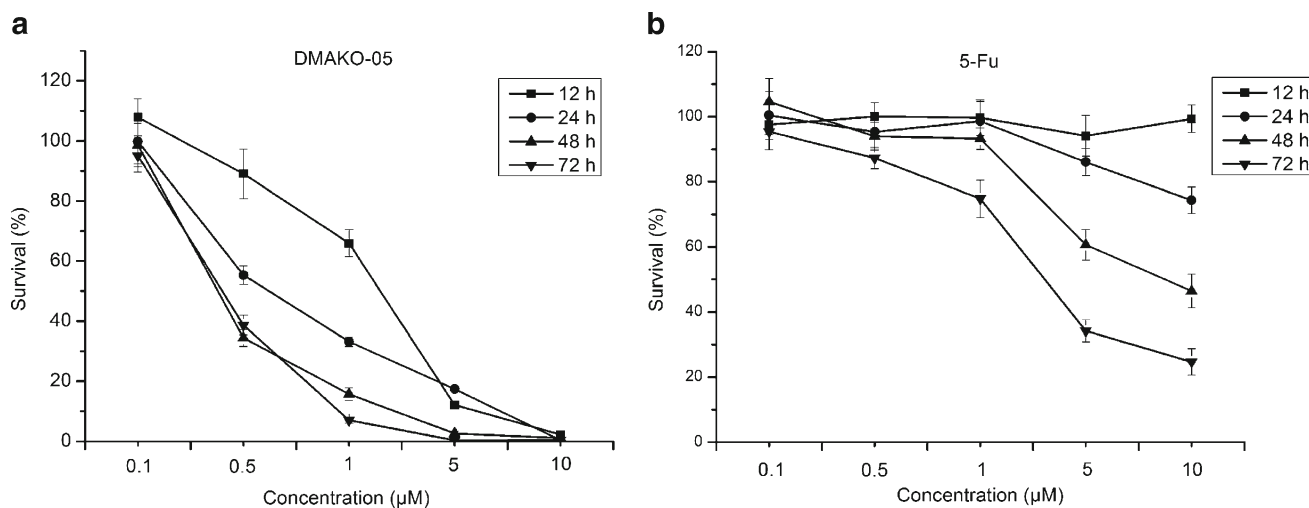 a
DMAKO-05
120
100
80
60
40
20
0
Survival (%)
0.1
0.5
1
5
10
Concentration (µM)
12 h
24 h
48 h
72 h
b
5-Fu
120
100
80
60
40
20
0
Survival (%)
0.1
0.5
1
5
10
Concentration (µM)
12 h
24 h
48 h
72 h